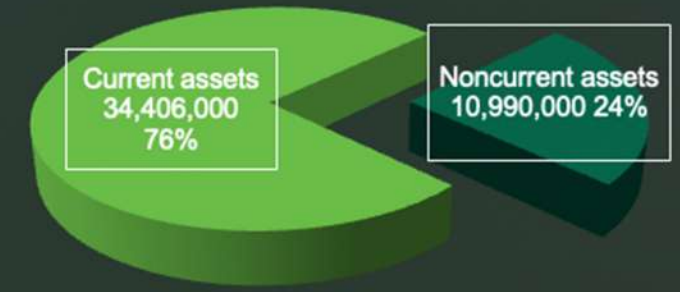 Current assets
34,406,000
76%
Noncurrent assets
10,990,000 24%